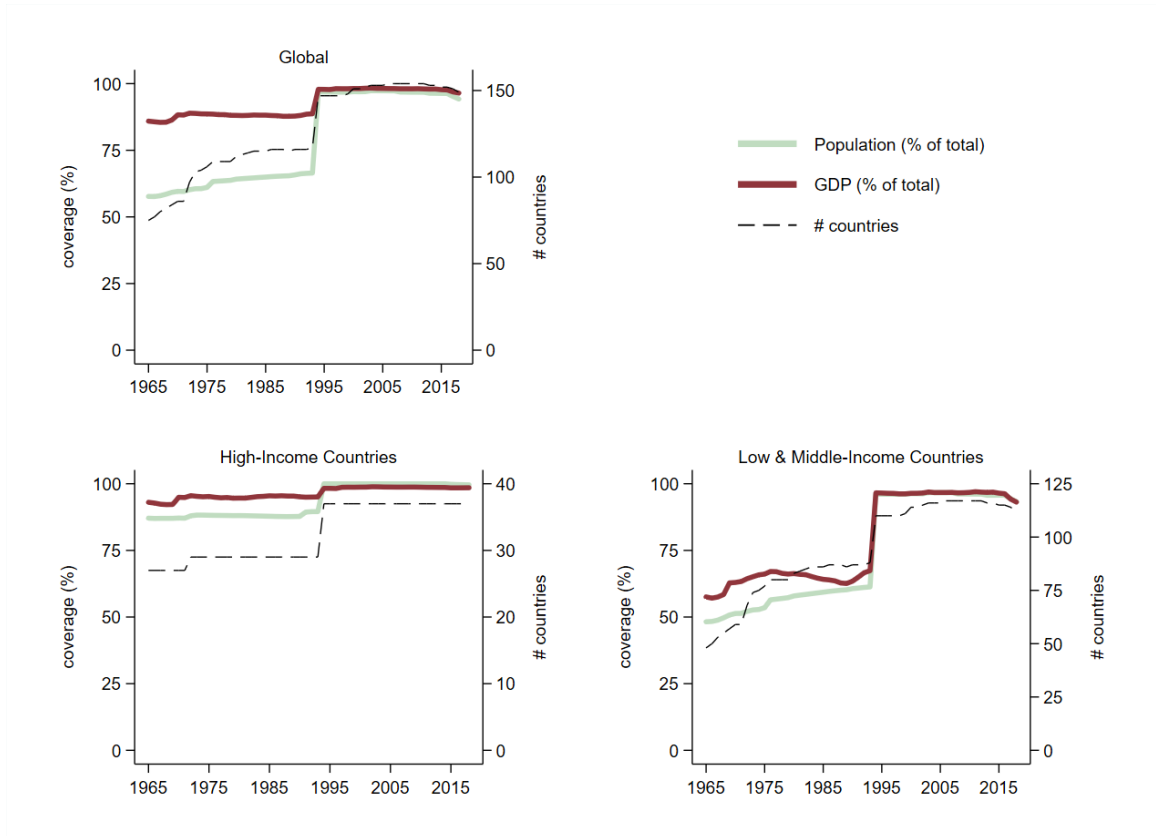 Global
100
75
50
25
0
coverage (%)
150
100
50
0
# countries
1965 1975 1985 1995 2005 2015
Population (% of total)
GDP (% of total)
# countries
High-Income Countries
100
75
50
25
0
coverage (%)
40
30
20
10
0
# countries
1965 1975 1985 1995 2005 2015
Low & Middle-Income Countries
100
75
50
25
0
coverage (%)
125
100
75
50
25
0
# countries
1965 1975 1985 1995 2005 2015